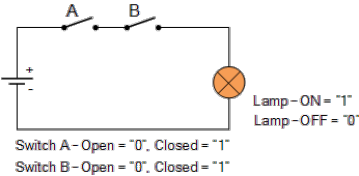 A B
+
-
Lamp-ON = "1"
Lamp-OFF = "0"
Switch A-Open = "0", Closed = "1"
Switch B-Open = "0", Closed = "1"